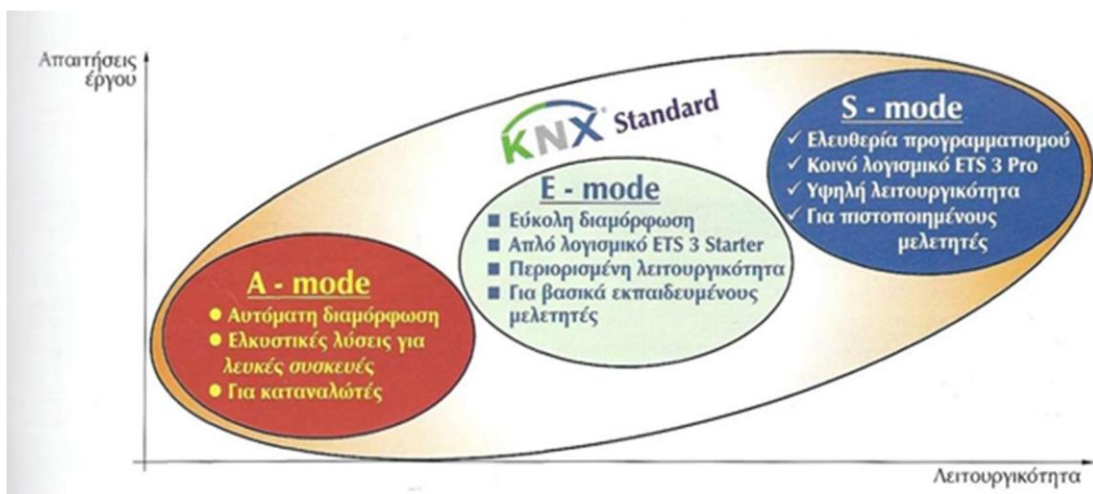 Απαιτήσεις
έργου
KNX® Standard
S - mode
✓ Ελευθερία προγραμματισμού
✓ Κοινό λογισμικό ETS 3 Pro
✓ Υψηλή λειτουργικότητα
✓ Για πιστοποιημένους
μελετητές
E - mode
■ Εύκολη διαμόρφωση
■ Απλό λογισμικό ETS 3 Starter
■ Περιορισμένη λειτουργικότητα
■ Για βασικά εκπαιδευμένους
μελετητές
A - mode
● Αυτόματη διαμόρφωση
● Ελκυστικές λύσεις για
λευκές συσκευές
● Για καταναλώτές
Λειτουργικότητα